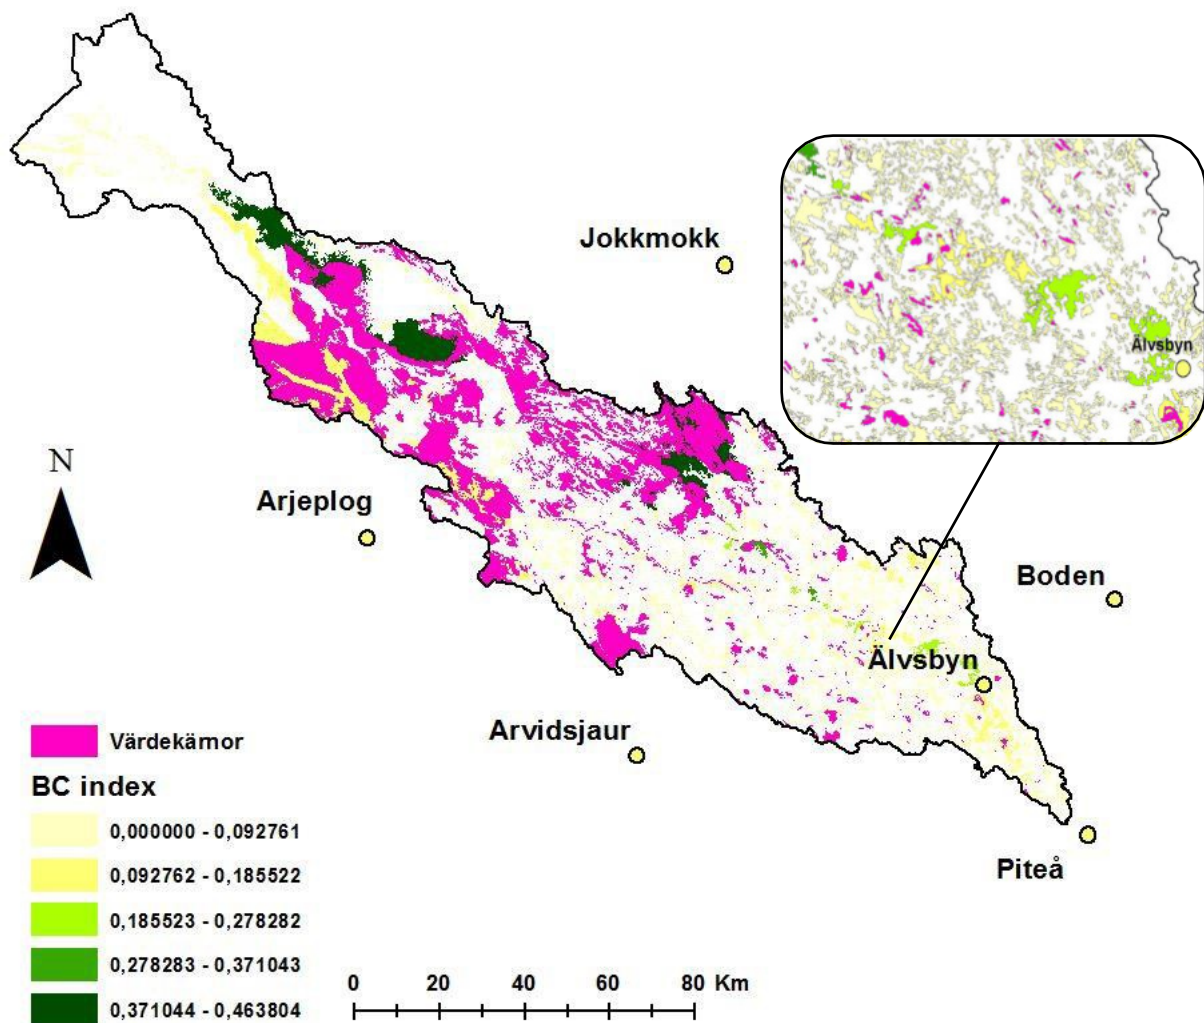 Jokkmokk
Älvsbyn
N
Arjeplog
Boden
Älvsbyn
Arvidsjaur
Piteå
Värdekärnor
BC index
0,000000 - 0,092761
0,092762 - 0,185522
0,185523 - 0,278282
0,278283 - 0,371043
0,371044 - 0,463804
0 20 40 60 80 Km